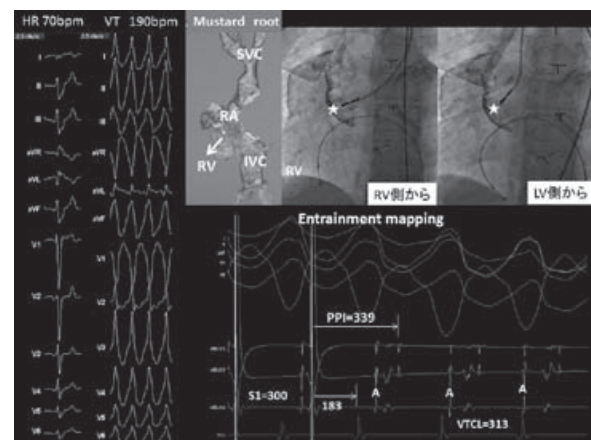 HR 70bpm
VT 190bpm
I
II
III
aVR
aVL
aVF
V1
V2
V3
V4
V5
V6
I
II
III
aVR
aVL
aVF
V1
V2
V3
V4
V5
V6
Mustard root
SVC
RA
RV
IVC
RV
RV側から
LV側から
Entrainment mapping
PPI=339
S1=300
183
A
A
A
VTCL=313